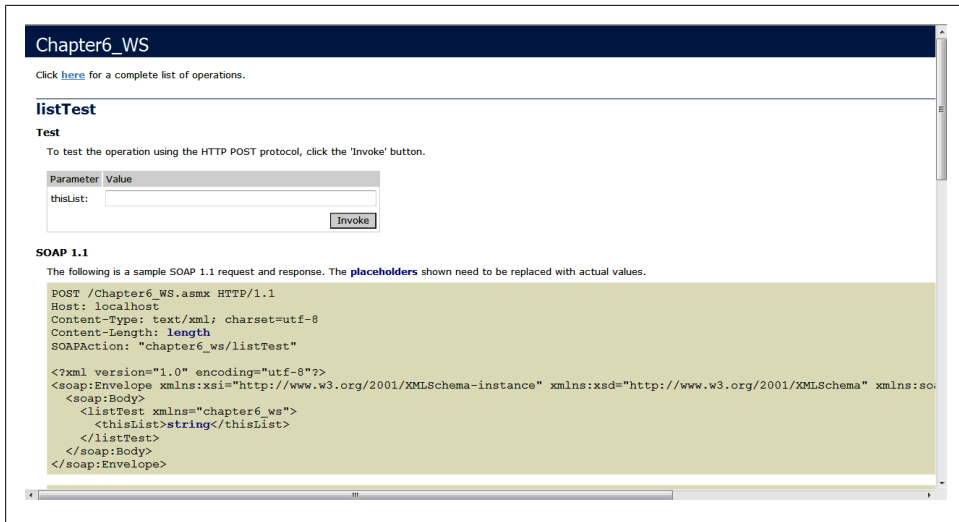 Chapter6_WS
Click here for a complete list of operations.
listTest
Test
To test the operation using the HTTP POST protocol, click the 'Invoke' button.
Parameter Value
thisList:
Invoke
SOAP 1.1
The following is a sample SOAP 1.1 request and response. The placeholders shown need to be replaced with actual values.
POST /Chapter6_WS.asmx HTTP/1.1
Host: localhost
Content-Type: text/xml; charset=utf-8
Content-Length: length
SOAPAction: "chapter6_ws/listTest"
<?xml version="1.0" encoding="utf-8"?>
<soap:Envelope xmlns:xsi="http://www.w3.org/2001/XMLSchema-instance" xmlns:xsd="http://www.w3.org/2001/XMLSchema" xmlns:soa
<soap:Body>
<listTest xmlns="chapter6_ws">
<thisList>string</thisList>
</listTest>
</soap:Body>
</soap:Envelope>